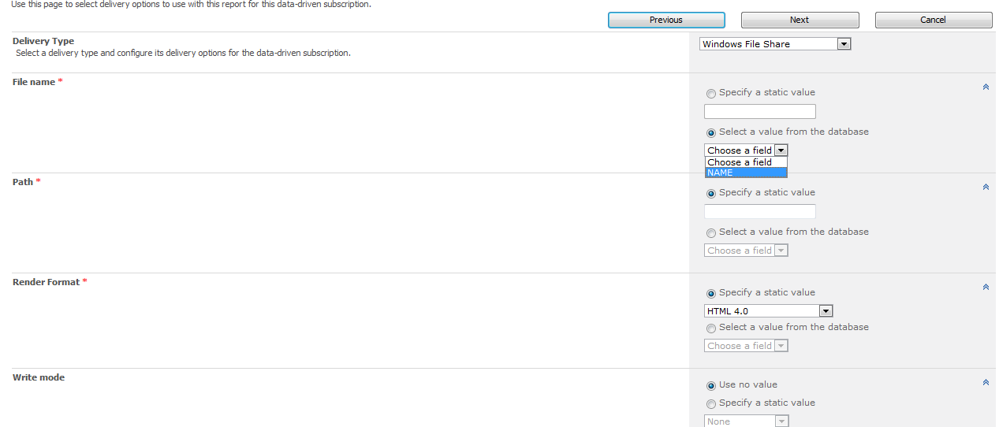 Use this page to select delivery options to use with this report for this data-driven subscription.
Previous Next Cancel
Delivery Type
Select a delivery type and configure its delivery options for the data-driven subscription.
Windows File Share
File name *
Specify a static value
Select a value from the database
Choose a field
Choose a field
NAME
Path *
Specify a static value
Select a value from the database
Choose a field
Render Format *
Specify a static value
HTML 4.0
Select a value from the database
Choose a field
Write mode
Use no value
Specify a static value
None